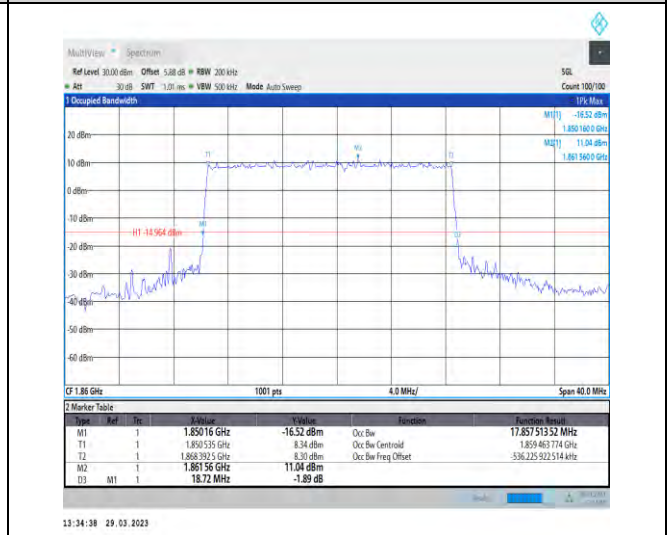 MultiView Spectrum
Ref Level 30.00 dBm Offset 5.88 dB RBW 200 kHz SGL
Att 30 dB SWT 1.01 ms VBW 500 kHz Mode Auto Sweep Count 100/100
1 Occupied Bandwidth 1Pk Max
M1[1] -16.52 dBm
1.850 160 0 GHz
M2[1] 11.04 dBm
1.861 560 0 GHz
20 dBm
T1 M2 T2
10 dBm
0 dBm
-10 dBm
M1
H1 -14.964 dBm
D3
-20 dBm
-30 dBm
-40 dBm
-50 dBm
-60 dBm
CF 1.86 GHz 1001 pts 4.0 MHz/ Span 40.0 MHz
2 Marker Table
Type Ref Trc X-Value Y-Value Function Function Result
M1 1 1.850 16 GHz -16.52 dBm Occ Bw 17.857 513 52 MHz
T1 1 1.850 535 GHz 8.34 dBm Occ Bw Centroid 1.859 463 774 GHz
T2 1 1.868 392 5 GHz 8.30 dBm Occ Bw Freq Offset -536.225 922 514 kHz
M2 1 1.861 56 GHz 11.04 dBm
D3 M1 1 18.72 MHz -1.89 dB
13:34:38 29.03.2023